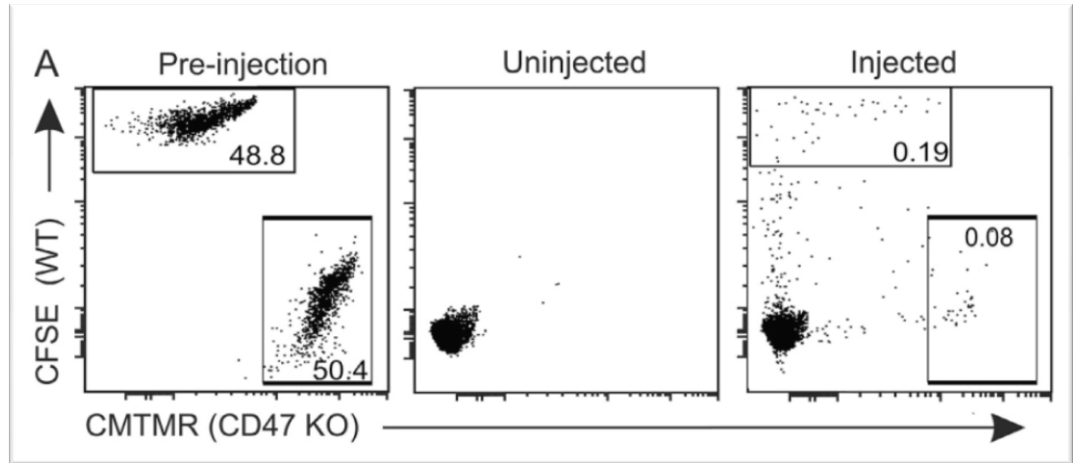 A
Pre-injection
Uninjected
Injected
48.8
50.4
0.19
0.08
CFSE (WT)
CMTMR (CD47 KO)